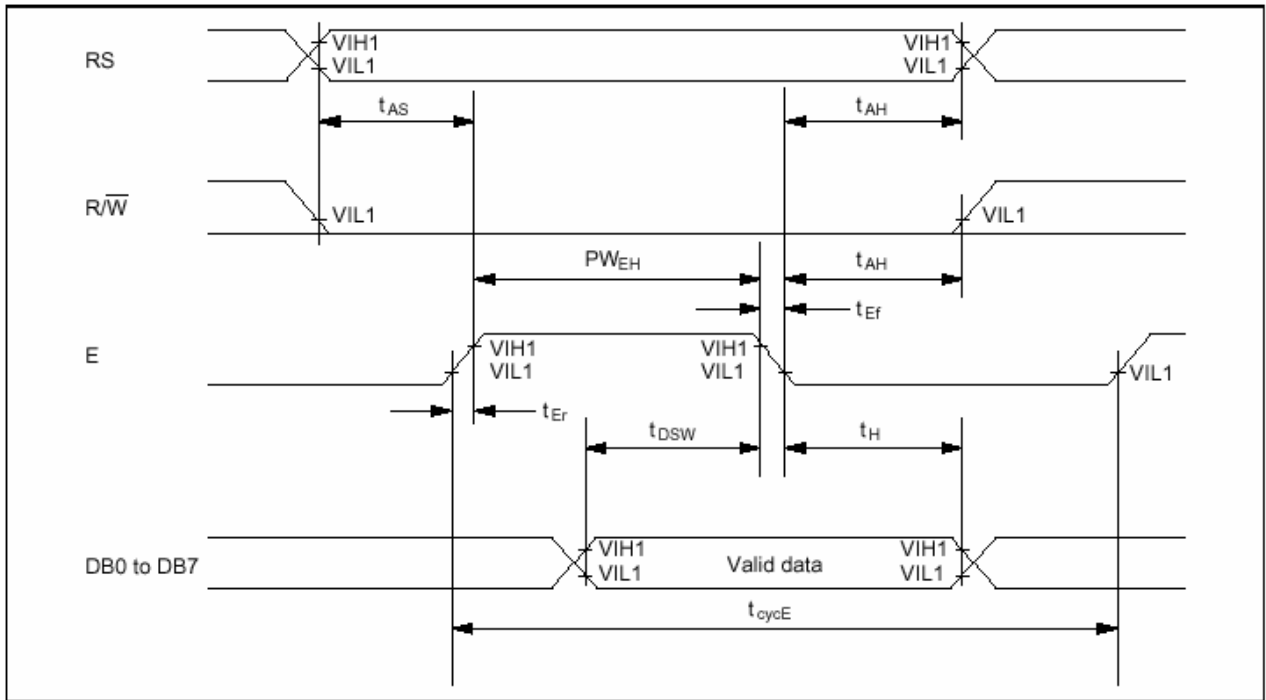 RS
VIH1
VIL1
VIH1
VIL1
tAS
tAH
R/W̅
VIL1
VIL1
PWEH
tAH
tEf
E
VIH1
VIL1
VIH1
VIL1
VIL1
tEr
tDSW
tH
DB0 to DB7
VIH1
VIL1
Valid data
VIH1
VIL1
tcycE